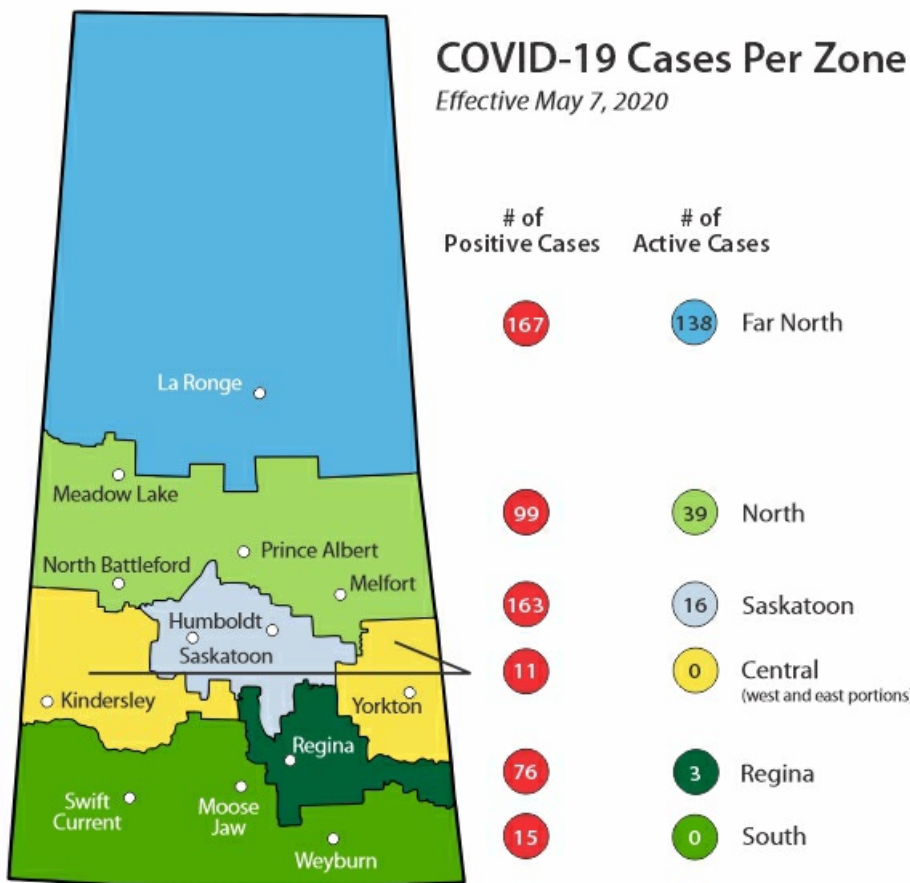 COVID-19 Cases Per Zone
Effective May 7, 2020
# of
Positive Cases
# of
Active Cases
167
138
Far North
La Ronge
Meadow Lake
99
39
North
Prince Albert
North Battleford
Melfort
163
16
Saskatoon
Humboldt
Saskatoon
11
0
Central
(west and east portions)
Kindersley
Yorkton
Regina
76
3
Regina
Swift
Current
Moose
Jaw
15
0
South
Weyburn